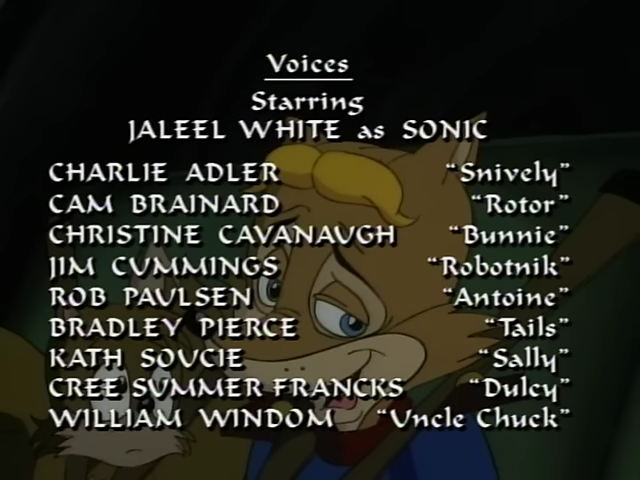 Voices
Starring
JALEEL WHITE as SONIC
CHARLIE ADLER "Snively"
CAM BRAINARD "Rotor"
CHRISTINE CAVANAUGH "Bunnie"
JIM CUMMINGS "Robotnik"
ROB PAULSEN "Antoine"
BRADLEY PIERCE "Tails"
KATH SOUCIE "Sally"
CREE SUMMER FRANCKS "Dulcy"
WILLIAM WINDOM "Uncle Chuck"